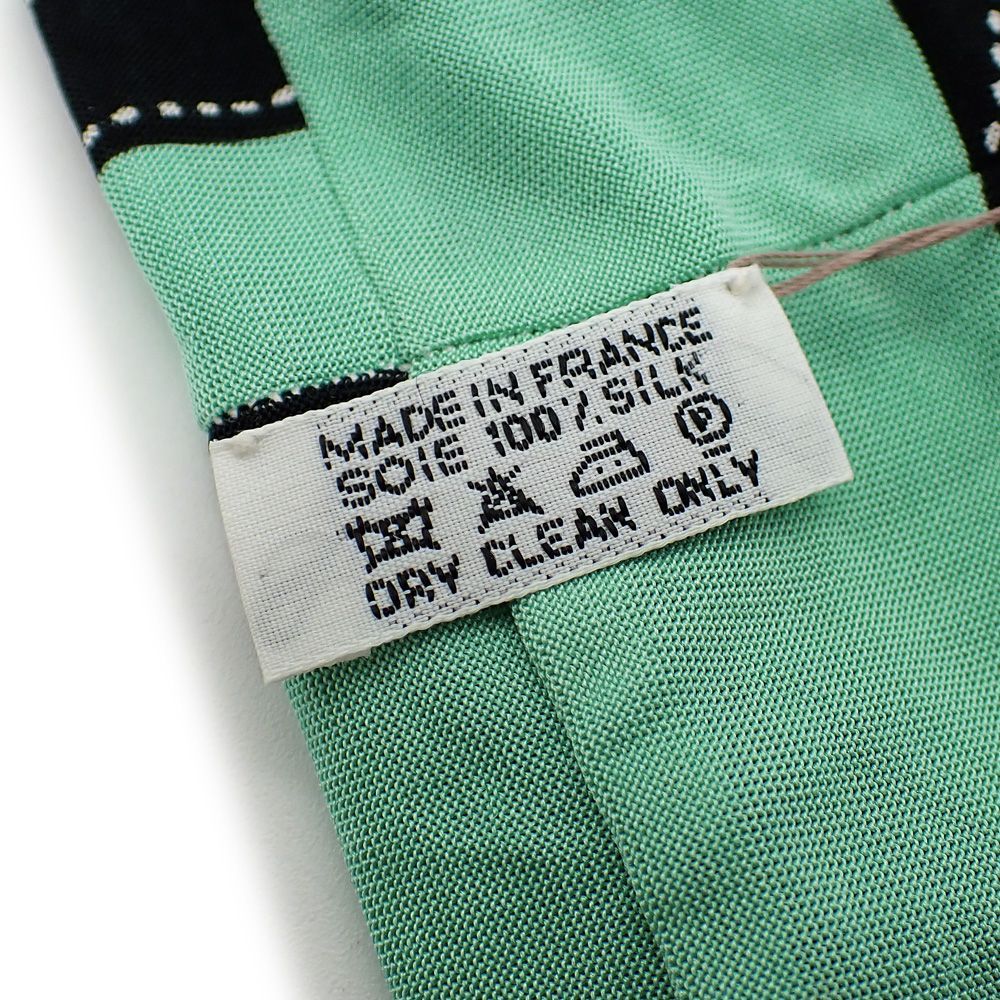 MADE IN FRANCE
SOIE 100% SILK
P
DRY CLEAN ONLY